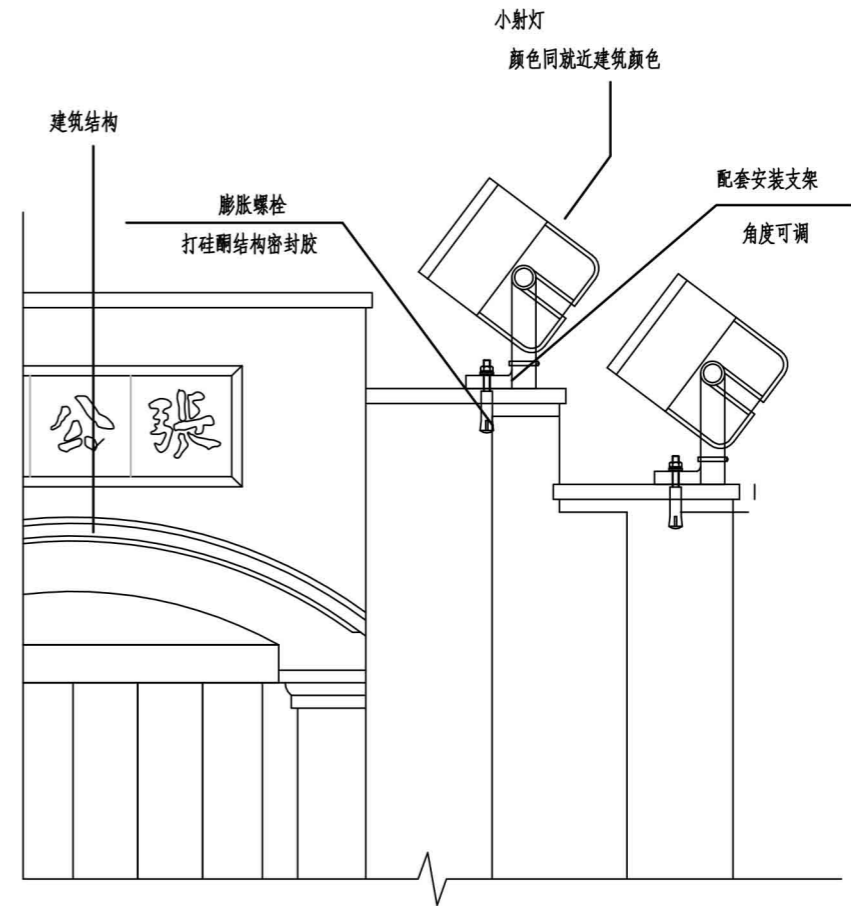 小射灯
颜色同就近建筑颜色
建筑结构
膨胀螺栓
打硅酮结构密封胶
配套安装支架
角度可调
公張